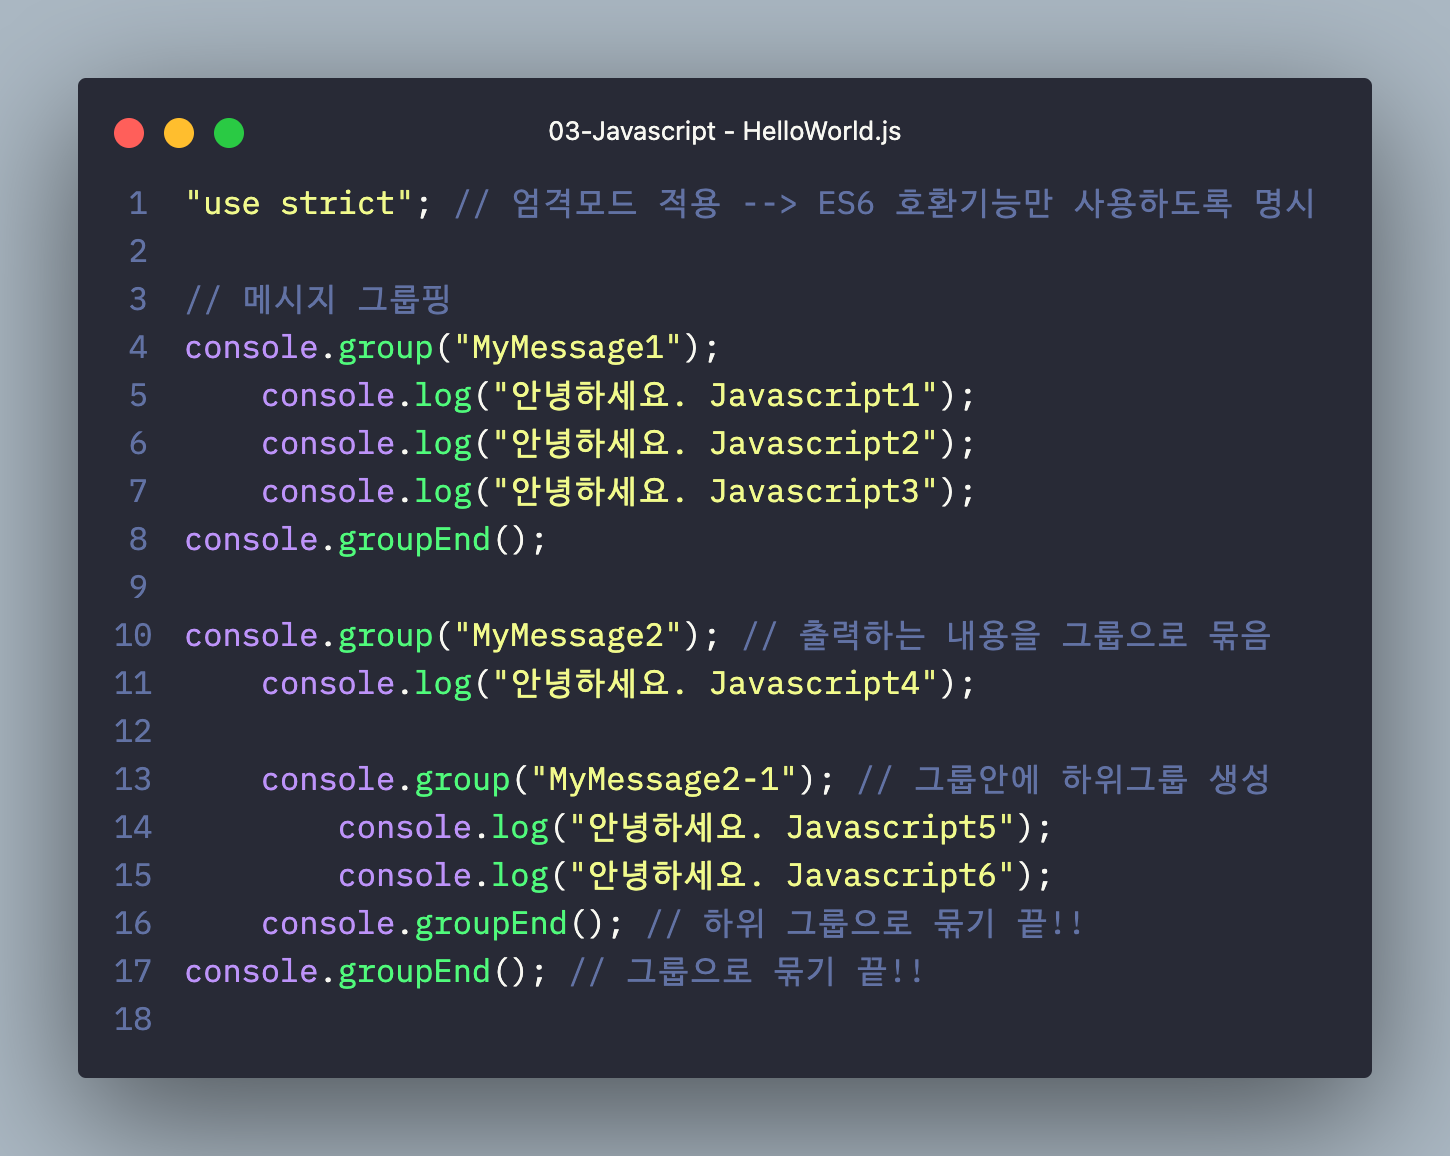 03-Javascript - HelloWorld.js
1 "use strict"; // 엄격모드 적용 --> ES6 호환기능만 사용하도록 명시
2
3 // 메시지 그룹핑
4 console.group("MyMessage1");
5     console.log("안녕하세요. Javascript1");
6     console.log("안녕하세요. Javascript2");
7     console.log("안녕하세요. Javascript3");
8 console.groupEnd();
9
10 console.group("MyMessage2"); // 출력하는 내용을 그룹으로 묶음
11     console.log("안녕하세요. Javascript4");
12
13     console.group("MyMessage2-1"); // 그룹안에 하위그룹 생성
14         console.log("안녕하세요. Javascript5");
15         console.log("안녕하세요. Javascript6");
16     console.groupEnd(); // 하위 그룹으로 묶기 끝!!
17 console.groupEnd(); // 그룹으로 묶기 끝!!
18